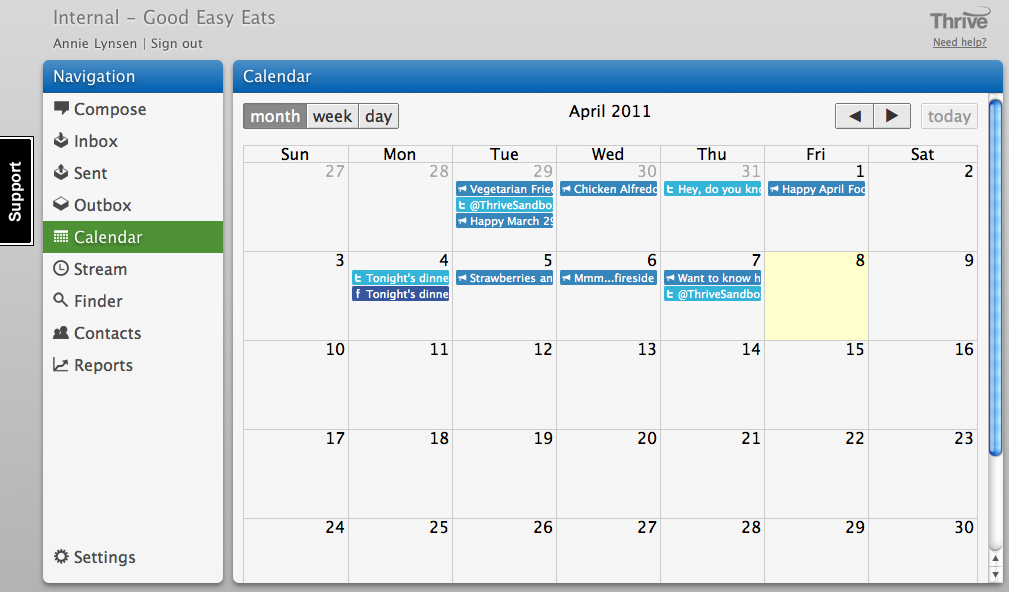 Internal - Good Easy Eats
Annie Lynsen | Sign out
Thrive
Need help?
Support
Navigation
Compose
Inbox
Sent
Outbox
Calendar
Stream
Finder
Contacts
Reports
Settings
Calendar
month week day
April 2011
today
Sun Mon Tue Wed Thu Fri Sat
27 28 29 30 31 1 2
Vegetarian Frie
Chicken Alfredo
Hey, do you kno
Happy April Foo
@ThriveSandbo
Happy March 29
3 4 5 6 7 8 9
Tonight's dinne
Strawberries an
Mmm...fireside
Want to know h
Tonight's dinne
@ThriveSandbo
10 11 12 13 14 15 16
17 18 19 20 21 22 23
24 25 26 27 28 29 30